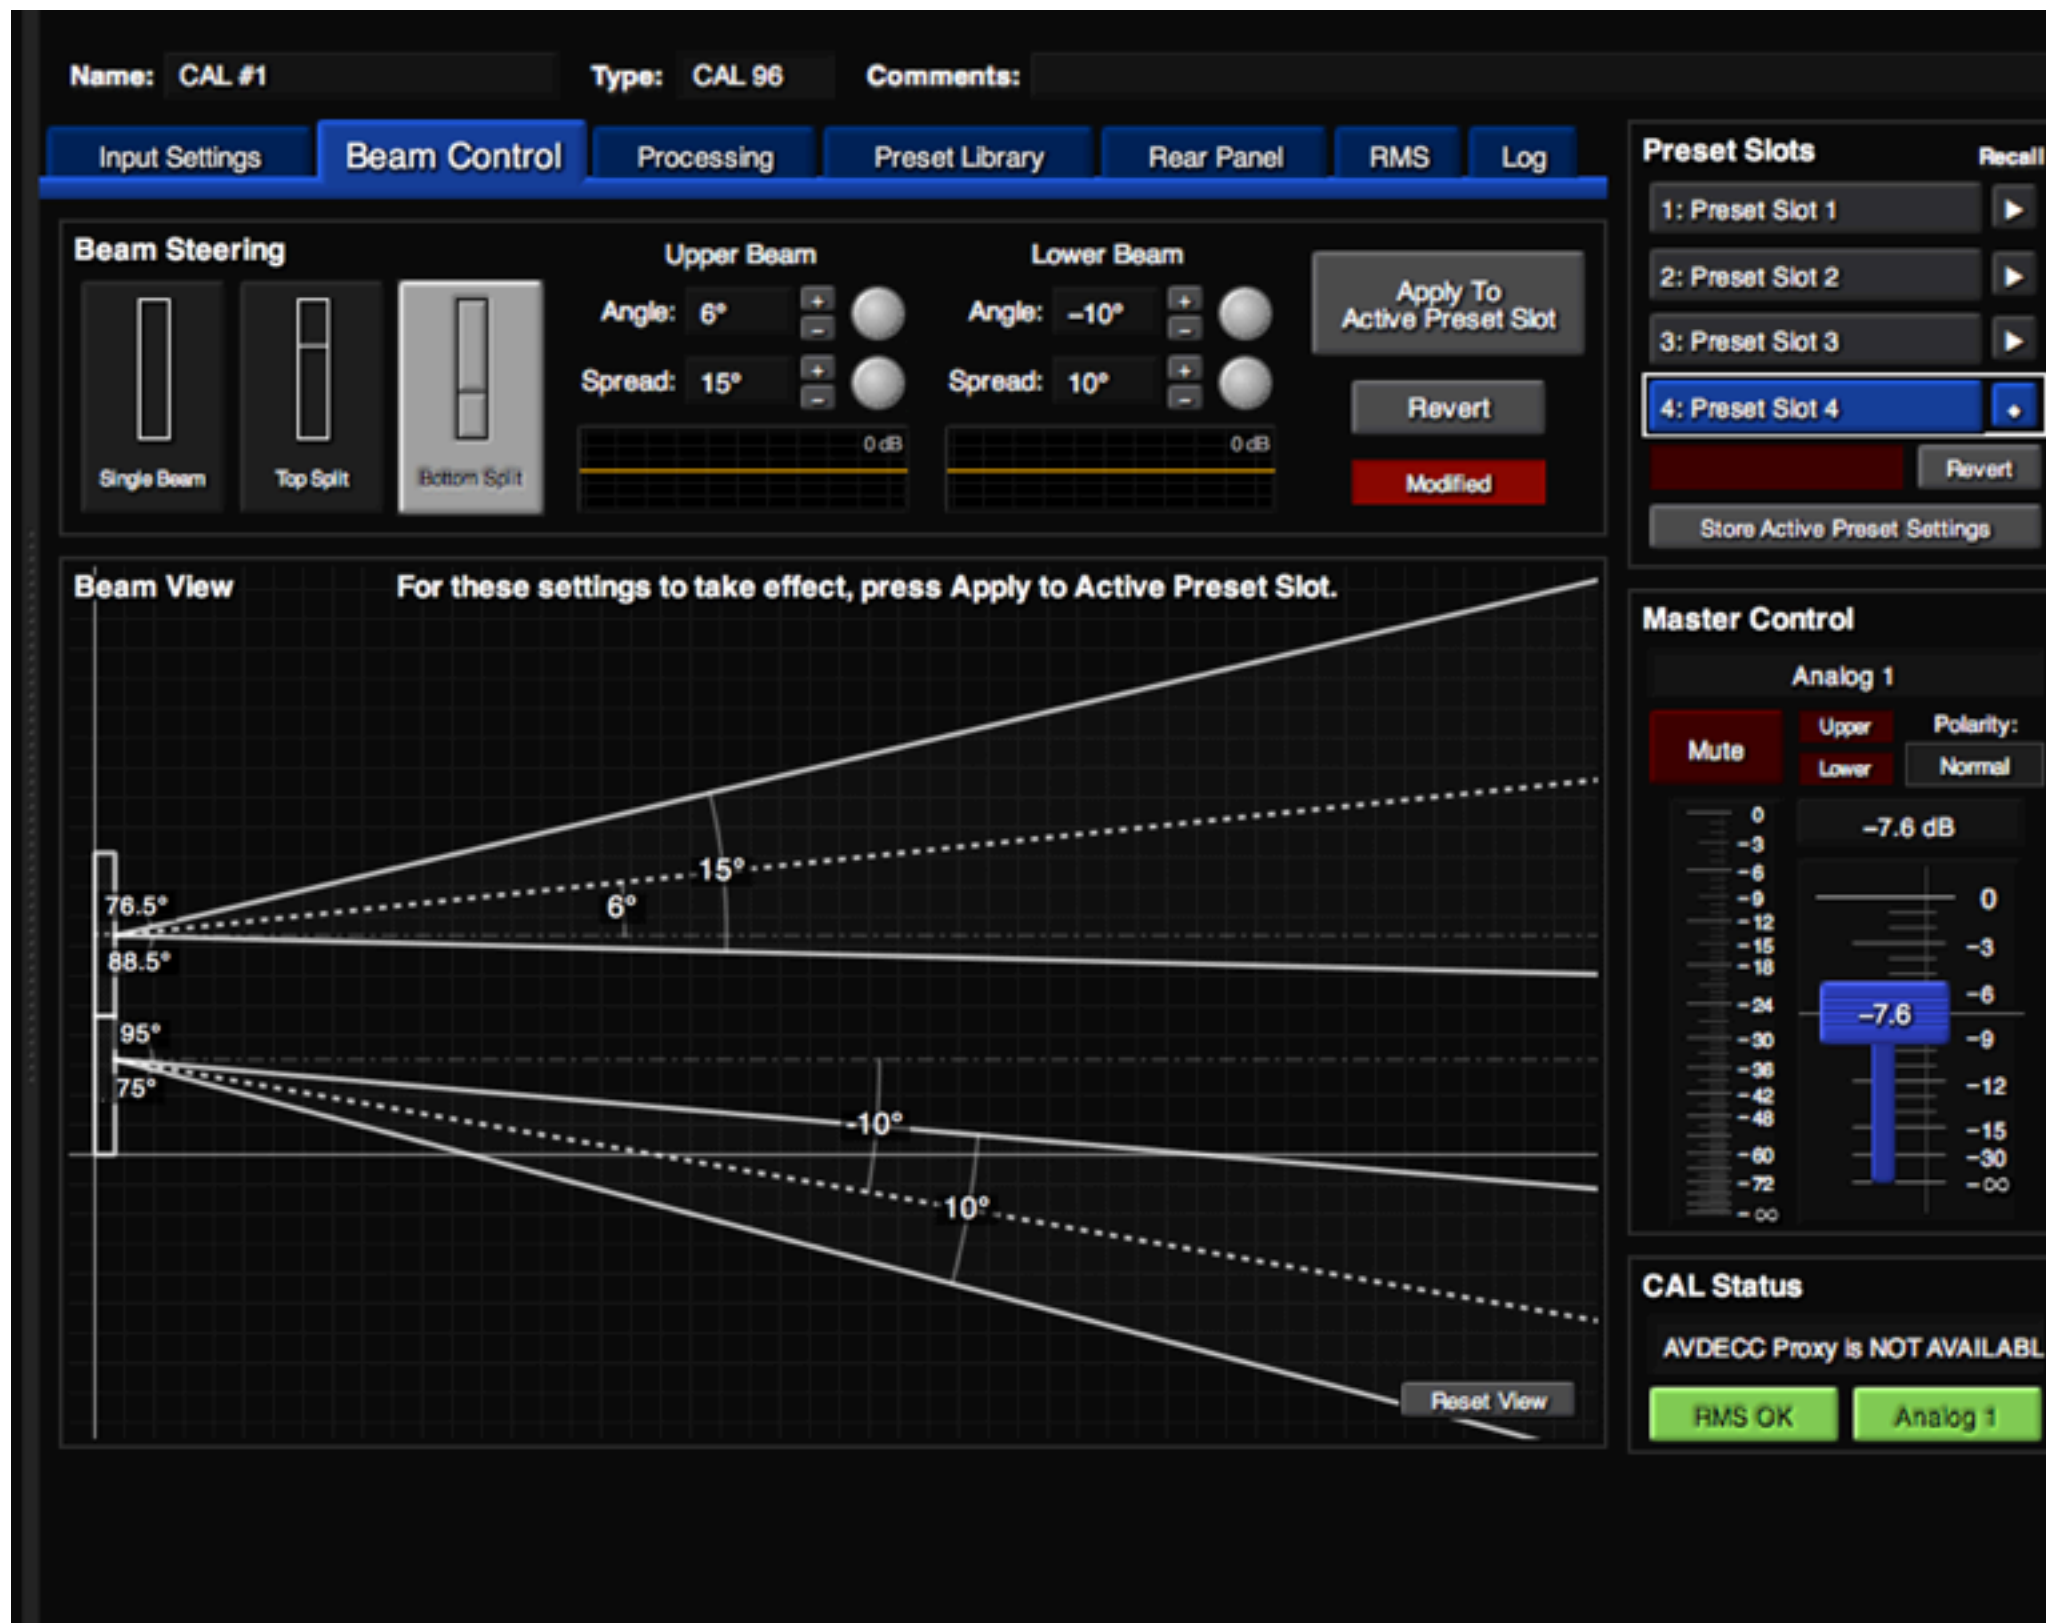 Name: CAL #1 Type: CAL 96 Comments:
Input Settings Beam Control Processing Preset Library Rear Panel RMS Log
Beam Steering
Single Beam Top Split Bottom Split
Upper Beam
Angle: 6° + −
Spread: 15° + −
0 dB
Lower Beam
Angle: −10° + −
Spread: 10° + −
0 dB
Apply To
Active Preset Slot
Revert
Modified
Beam View For these settings to take effect, press Apply to Active Preset Slot.
15°
6°
76.5°
88.5°
95°
75°
-10°
10°
Reset View
Preset Slots Recall
1: Preset Slot 1
2: Preset Slot 2
3: Preset Slot 3
4: Preset Slot 4
Revert
Store Active Preset Settings
Master Control
Analog 1
Mute Upper Polarity:
Lower Normal
−7.6 dB
0
−3
−6
−9
−12
−15
−18
−24
−30
−36
−42
−48
−60
−72
−∞
0
−3
−6
−7.6
−9
−12
−15
−30
−∞
CAL Status
AVDECC Proxy is NOT AVAILABL
RMS OK Analog 1